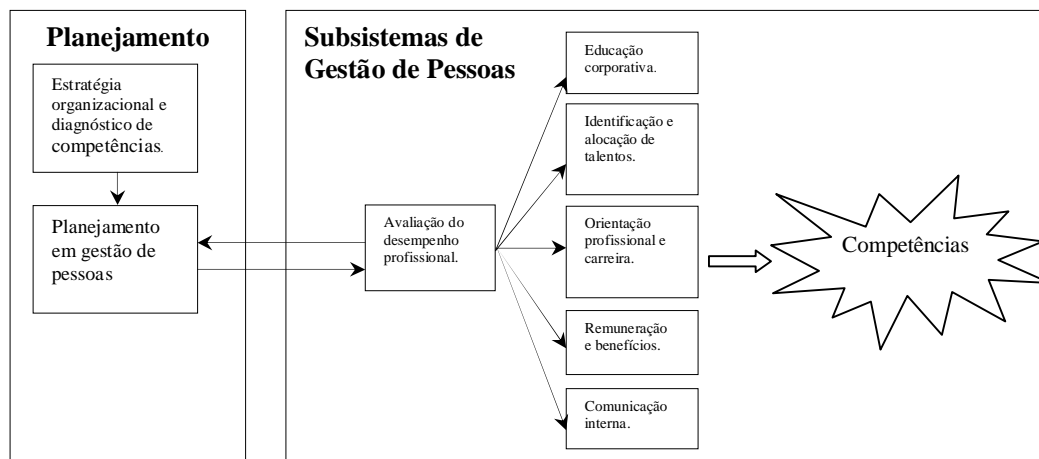 Planejamento
Estratégia
organizacional e
diagnóstico de
competências.
Planejamento
em gestão de
pessoas
Subsistemas de
Gestão de Pessoas
Avaliação do
desempenho
profissional.
Educação
corporativa.
Identificação e
alocação de
talentos.
Orientação
profissional e
carreira.
Remuneração
e benefícios.
Comunicação
interna.
Competências